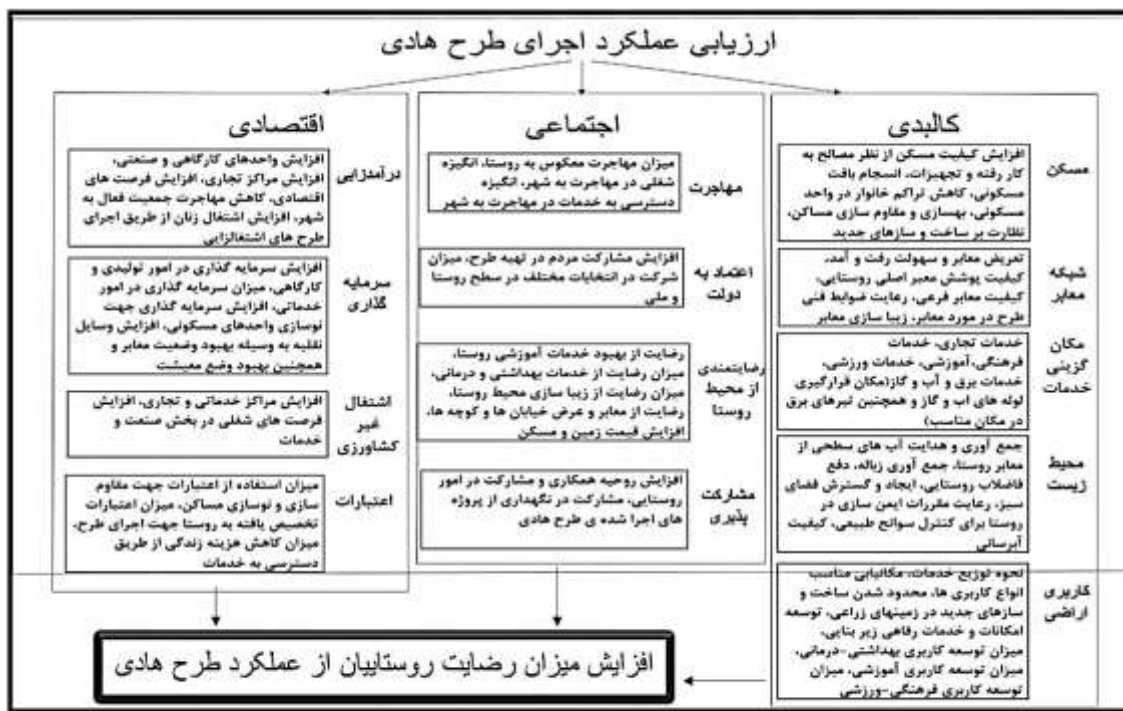 ارزیابی عملکرد اجرای طرح هادی
کالبدی
مسکن
افزایش کیفیت مسکن از نظر مصالح به
کار رفته و تجهیزات، انسجام بافت
مسکونی، کاهش تراکم خانوار در واحد
مسکونی، بهسازی و مقاوم سازی مساکن،
نظارت بر ساخت و سازهای جدید
شبکه
معابر
تعریض معابر و سهولت رفت و آمد،
کیفیت پوشش معبر اصلی روستایی،
کیفیت معابر فرعی، رعایت ضوابط فنی
طرح در مورد معابر، زیبا سازی معابر
مکان
گزینی
خدمات
خدمات تجاری، خدمات
فرهنگی،آموزشی، خدمات ورزشی،
خدمات برق و آب و گاز(مکان قرارگیری
لوله های اب و گاز و همچنین تیرهای برق
در مکان مناسب)
محیط
زیست
جمع آوری و هدایت آب های سطحی از
معابر روستا، جمع آوری زباله، دفع
فاضلاب روستایی، ایجاد و گسترش فضای
سبز، رعایت مقررات ایمن سازی در
روستا برای کنترل سوانح طبیعی، کیفیت
آبرسانی
کاربری
اراضی
نحوه توزیع خدمات، مکانیابی مناسب
انواع کاربری ها، محدود شدن ساخت و
سازهای جدید در زمینهای زراعی، توسعه
امکانات و خدمات رفاهی زیر بنایی،
میزان توسعه کاربری بهداشتی-درمانی،
میزان توسعه کاربری آموزشی، میزان
توسعه کاربری فرهنگی-ورزشی
اجتماعی
مهاجرت
میزان مهاجرت معکوس به روستا، انگیزه
شغلی در مهاجرت به شهر، انگیزه
دسترسی به خدمات در مهاجرت به شهر
اعتماد به
دولت
افزایش مشارکت مردم در تهیه طرح، میزان
شرکت در انتخابات مختلف در سطح روستا
و ملی
رضایتمندی
از محیط
روستا
رضایت از بهبود خدمات آموزشی روستا،
میزان رضایت از خدمات بهداشتی و درمانی،
میزان رضایت از زیبا سازی محیط روستا،
رضایت از معابر و عرض خیابان ها و کوچه ها،
افزایش قیمت زمین و مسکن
مشارکت
پذیری
افزایش روحیه همکاری و مشارکت در امور
روستایی، مشارکت در نگهداری از پروژه
های اجرا شده ی طرح هادی
اقتصادی
درآمدزایی
افزایش واحدهای کارگاهی و صنعتی،
افزایش مراکز تجاری، افزایش فرصت های
اقتصادی، کاهش مهاجرت جمعیت فعال به
شهر، افزایش اشتغال زنان از طریق اجرای
طرح های اشتغالزایی
سرمایه
گذاری
افزایش سرمایه گذاری در امور تولیدی و
کارگاهی، میزان سرمایه گذاری در امور
خدماتی، افزایش سرمایه گذاری جهت
نوسازی واحدهای مسکونی، افزایش وسایل
نقلیه به وسیله بهبود وضعیت معابر و
همچنین بهبود وضع معیشت
اشتغال
غیر
کشاورزی
افزایش مراکز خدماتی و تجاری، افزایش
فرصت های شغلی در بخش صنعت و
خدمات
اعتبارات
میزان استفاده از اعتبارات جهت مقاوم
سازی و نوسازی مساکن، میزان اعتبارات
تخصیص یافته به روستا جهت اجرای طرح،
میزان کاهش هزینه زندگی از طریق
دسترسی به خدمات
افزایش میزان رضایت روستاییان از عملکرد طرح هادی